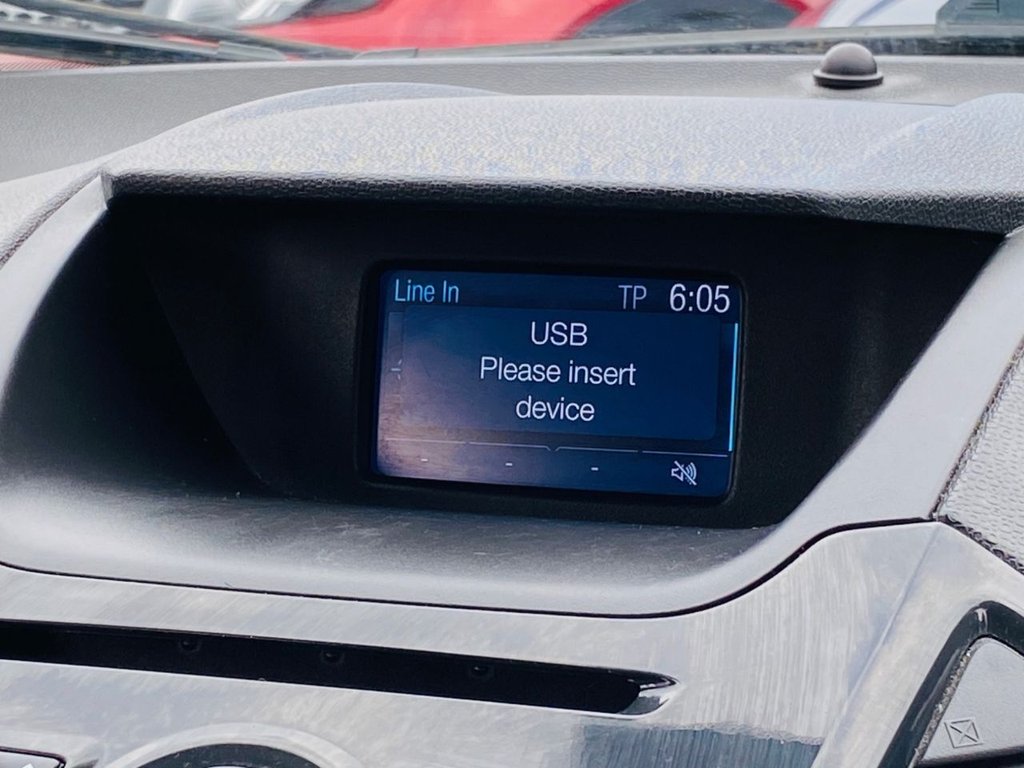 Line In TP 6:05
USB
Please insert
device